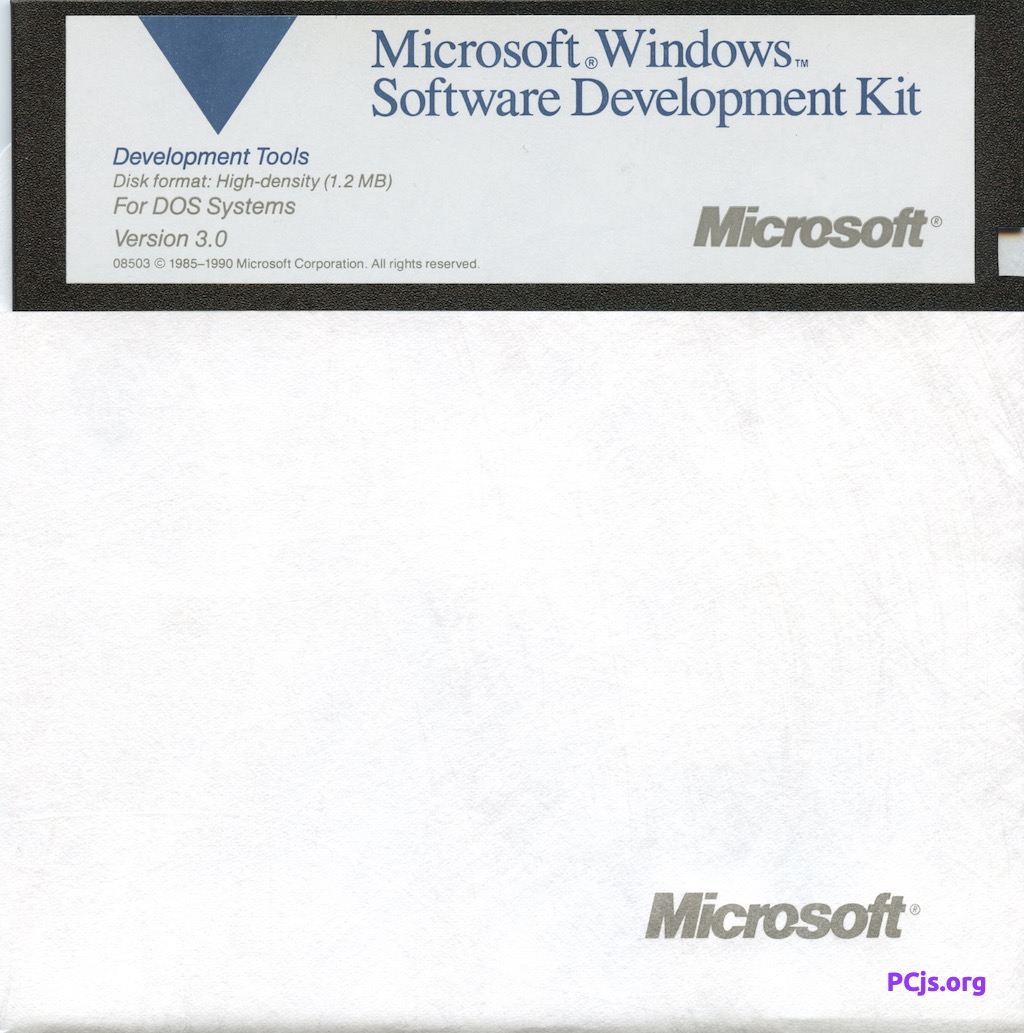 Microsoft® Windows™
Software Development Kit
Development Tools
Disk format: High-density (1.2 MB)
For DOS Systems
Version 3.0
Microsoft®
08503 © 1985–1990 Microsoft Corporation. All rights reserved.
Microsoft®
PCjs.org